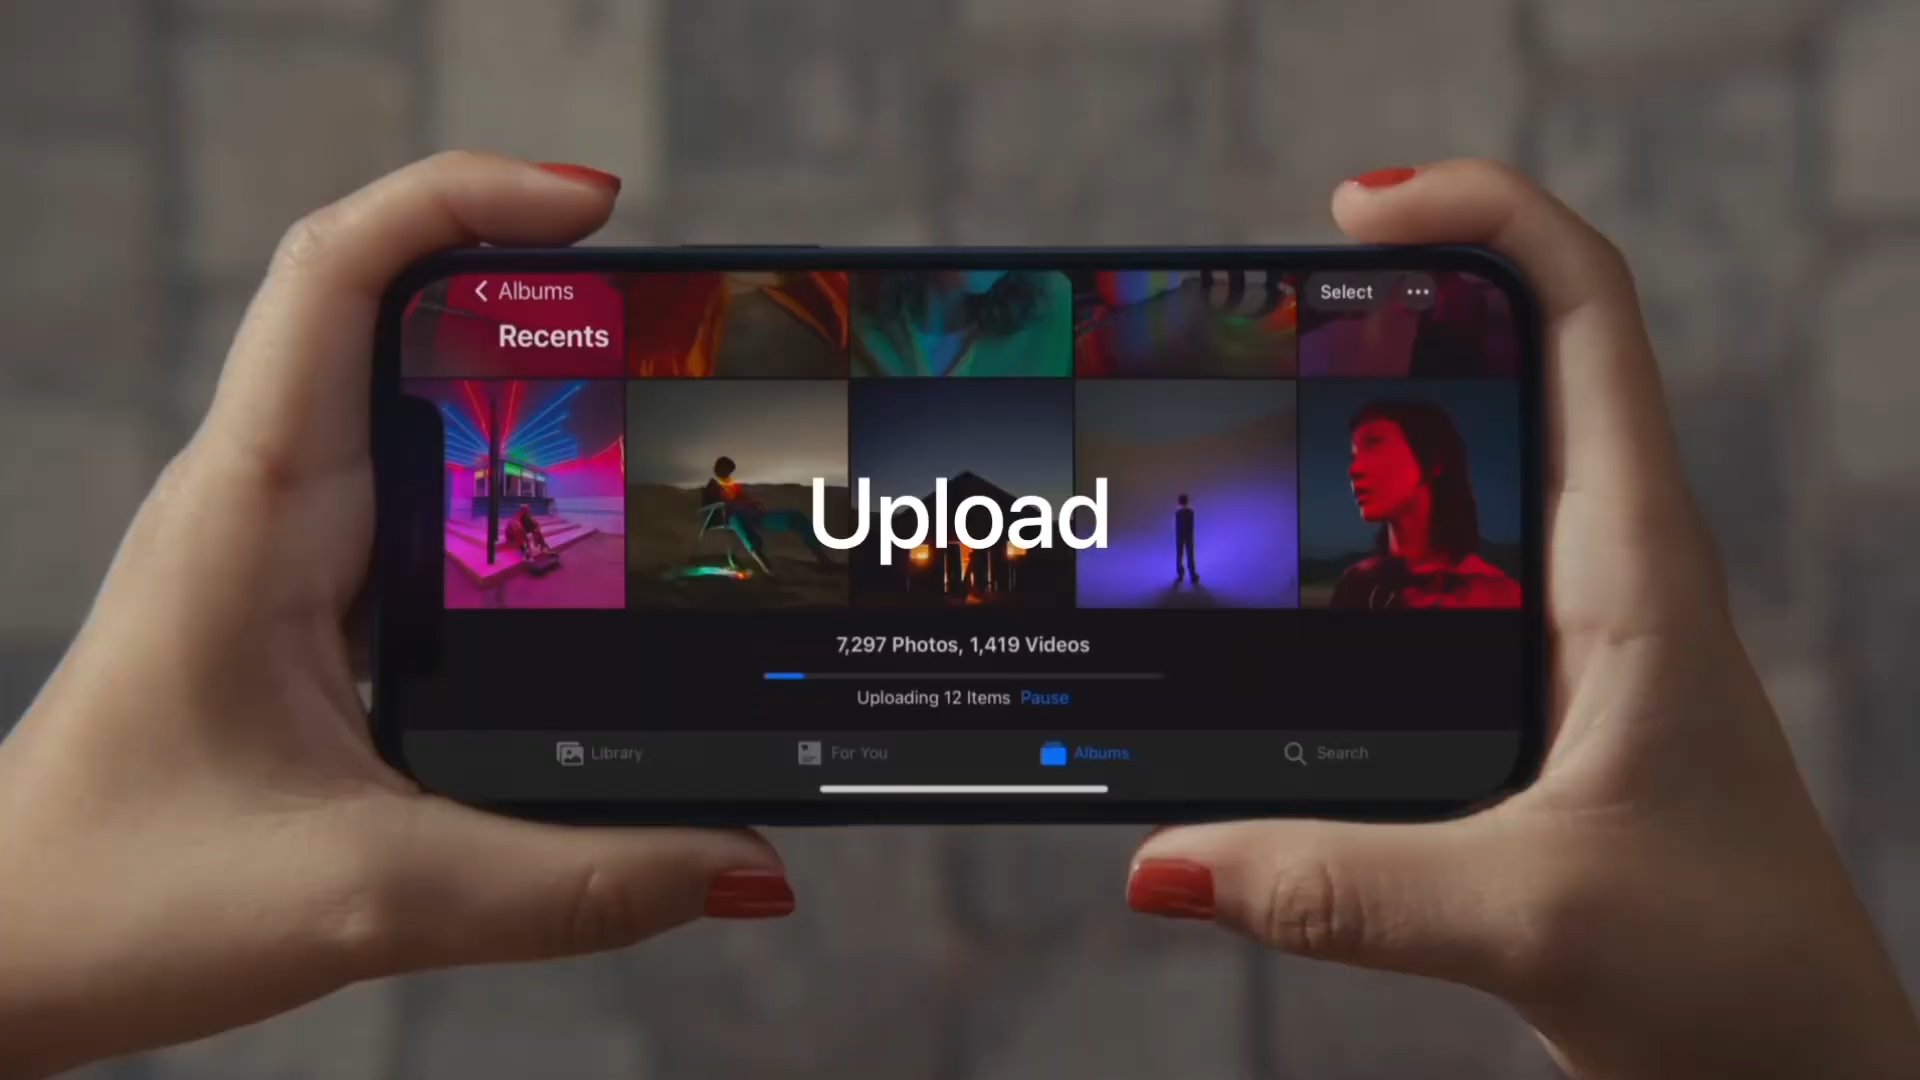 Albums
Select
Recents
Upload
7,297 Photos, 1,419 Videos
Uploading 12 Items Pause
Library
For You
Albums
Search